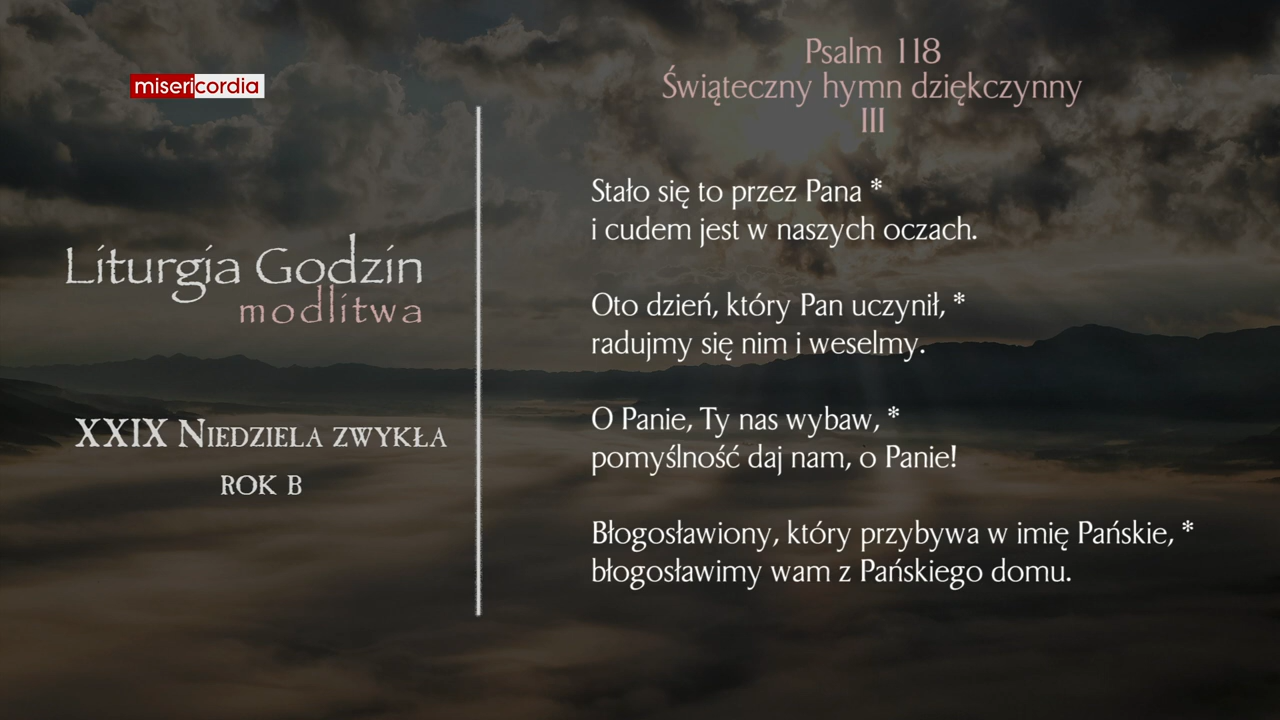 misericordia
Liturgia Godzin
modlitwa
XXIX Niedziela zwykła
rok B
Psalm 118
Świąteczny hymn dziękczynny
III
Stało się to przez Pana *
i cudem jest w naszych oczach.
Oto dzień, który Pan uczynił, *
radujmy się nim i weselmy.
O Panie, Ty nas wybaw, *
pomyślność daj nam, o Panie!
Błogosławiony, który przybywa w imię Pańskie, *
błogosławimy wam z Pańskiego domu.